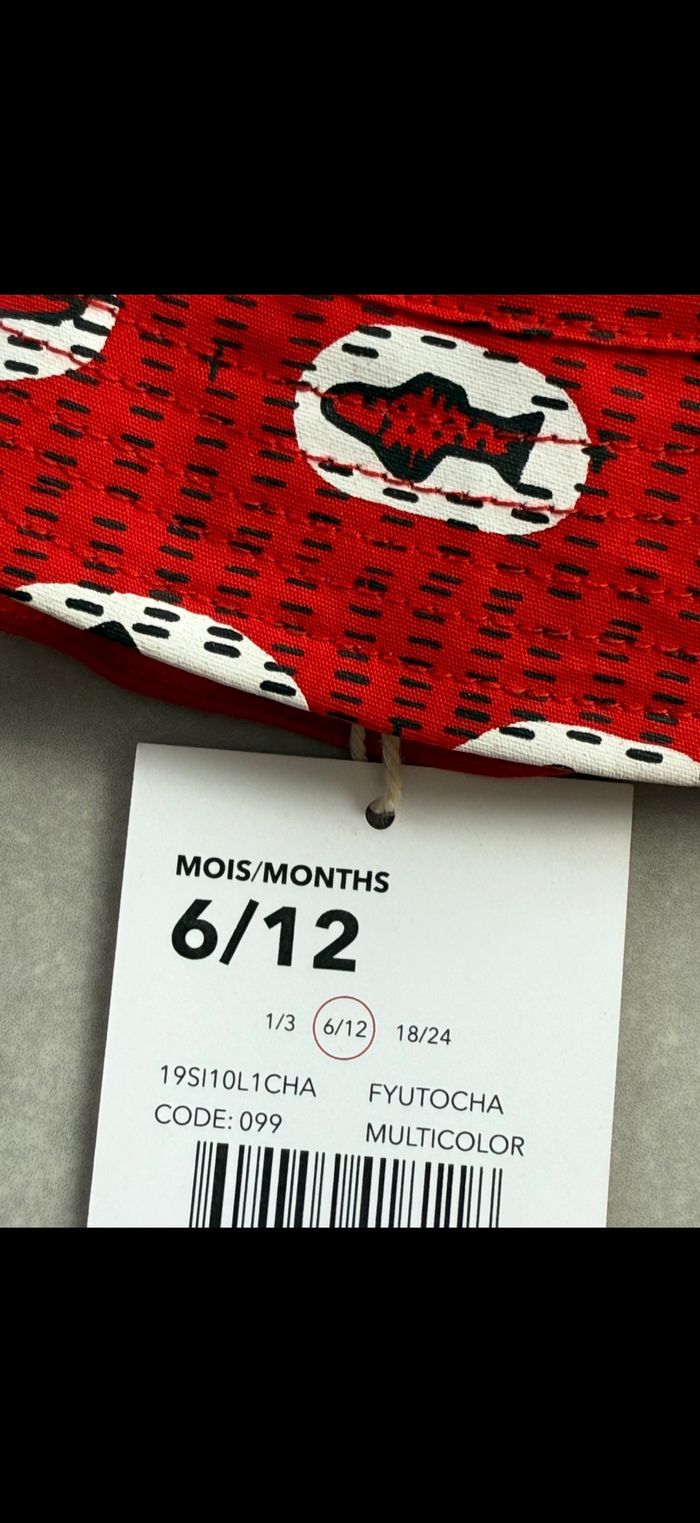 MOIS/MONTHS
6/12
1/3 6/12 18/24
19SI10L1CHA FYUTOCHA
CODE: 099 MULTICOLOR